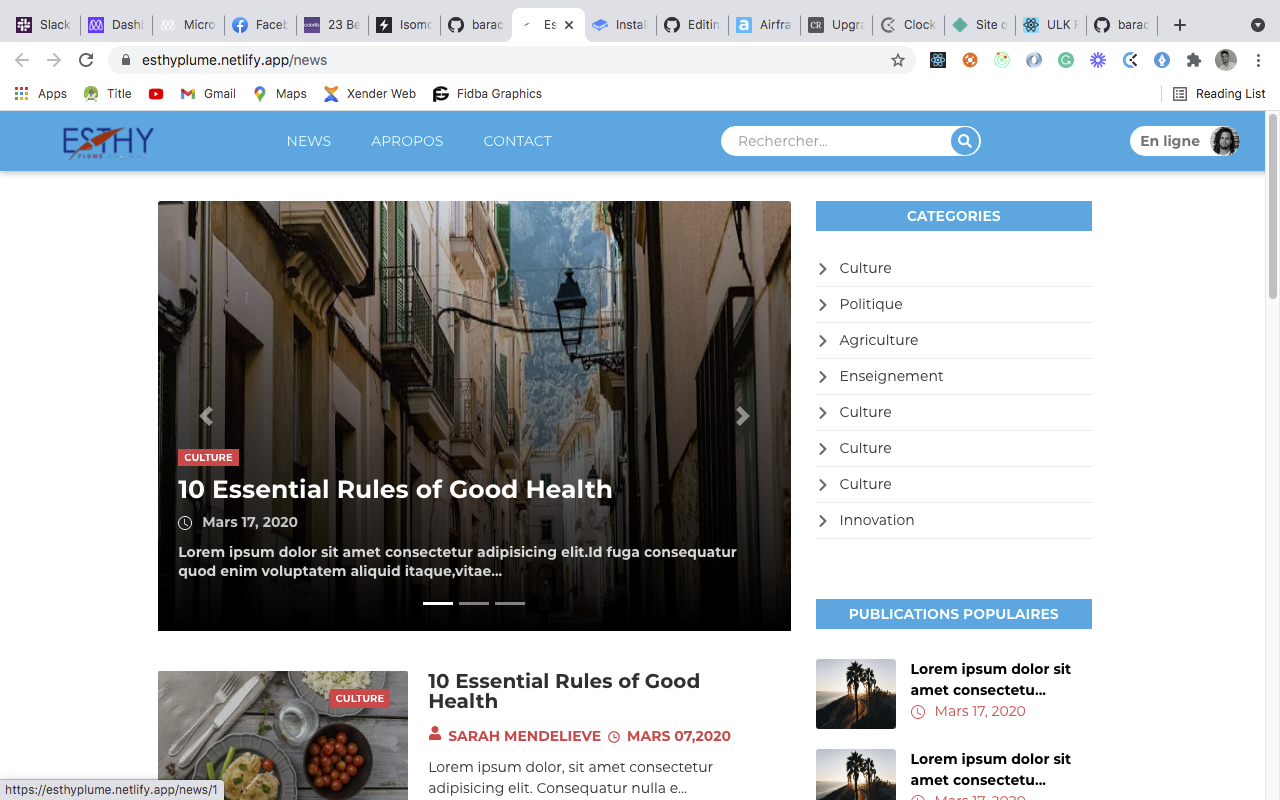 Slack
Dash
Micro
Faceb
23 Be
Isomo
barac
Es
Instal
Editin
Airfra
Upgra
Clock
Site d
ULK F
barac
esthyplume.netlify.app/news
Apps
Title
Gmail
Maps
Xender Web
Fidba Graphics
Reading List
ESTHY
PLUME
NEWS
APROPOS
CONTACT
Rechercher...
En ligne
CULTURE
10 Essential Rules of Good Health
Mars 17, 2020
Lorem ipsum dolor sit amet consectetur adipisicing elit.Id fuga consequatur
quod enim voluptatem aliquid itaque,vitae...
CULTURE
10 Essential Rules of Good
Health
SARAH MENDELIEVE MARS 07,2020
Lorem ipsum dolor, sit amet consectetur
adipisicing elit. Consequatur nulla e...
CATEGORIES
Culture
Politique
Agriculture
Enseignement
Culture
Culture
Culture
Innovation
PUBLICATIONS POPULAIRES
Lorem ipsum dolor sit
amet consectetu...
Mars 17, 2020
Lorem ipsum dolor sit
amet consectetu...
Mars 17, 2020
https://esthyplume.netlify.app/news/1